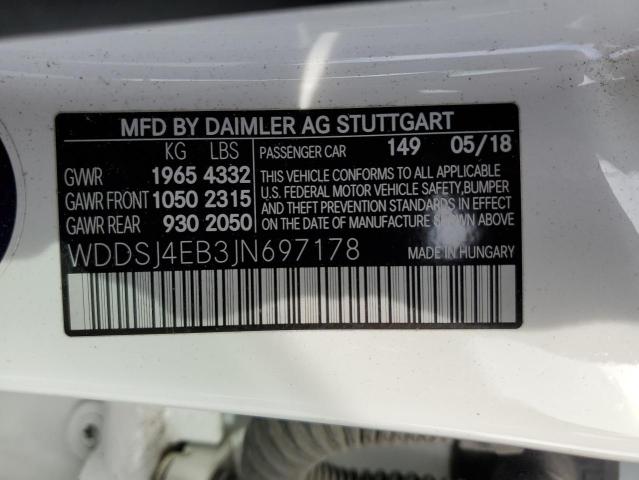 MFD BY DAIMLER AG STUTTGART
KG LBS
GVWR 1965 4332
GAWR FRONT 1050 2315
GAWR REAR 930 2050
PASSENGER CAR 149 05/18
THIS VEHICLE CONFORMS TO ALL APPLICABLE
U.S. FEDERAL MOTOR VEHICLE SAFETY, BUMPER
AND THEFT PREVENTION STANDARDS IN EFFECT
ON THE DATE OF MANUFACTURE SHOWN ABOVE
WDDSJ4EB3JN697178 MADE IN HUNGARY